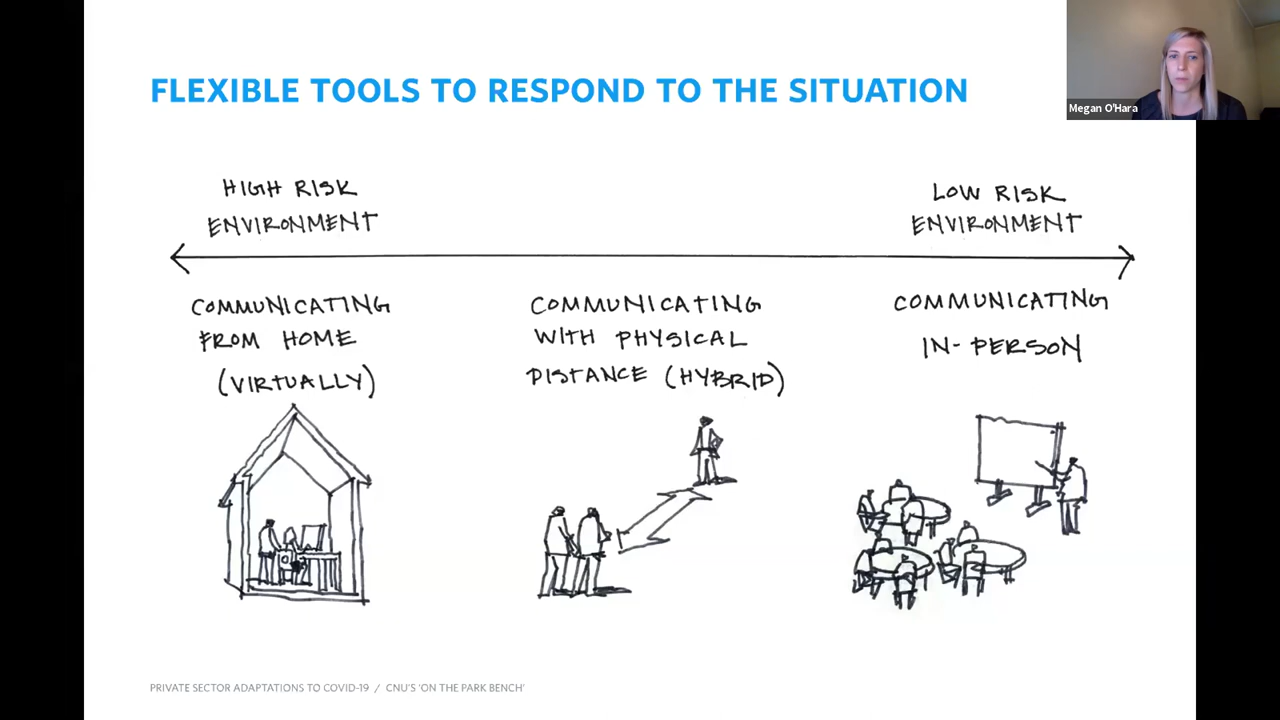 FLEXIBLE TOOLS TO RESPOND TO THE SITUATION
Megan O'Hara
HIGH RISK
ENVIRONMENT
LOW RISK
ENVIRONMENT
COMMUNICATING
FROM HOME
(VIRTUALLY)
COMMUNICATING
WITH PHYSICAL
DISTANCE (HYBRID)
COMMUNICATING
IN-PERSON
PRIVATE SECTOR ADAPTATIONS TO COVID-19 / CNU'S 'ON THE PARK BENCH'